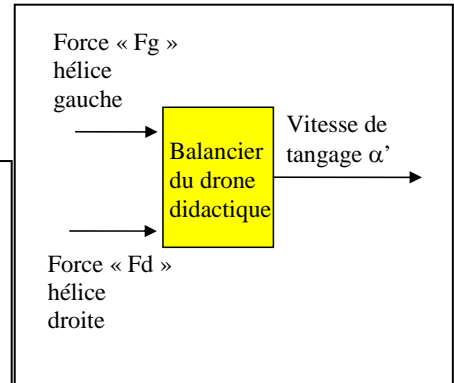 Force « Fg »
hélice
gauche
Balancier
du drone
didactique
Vitesse de
tangage α’
Force « Fd »
hélice
droite